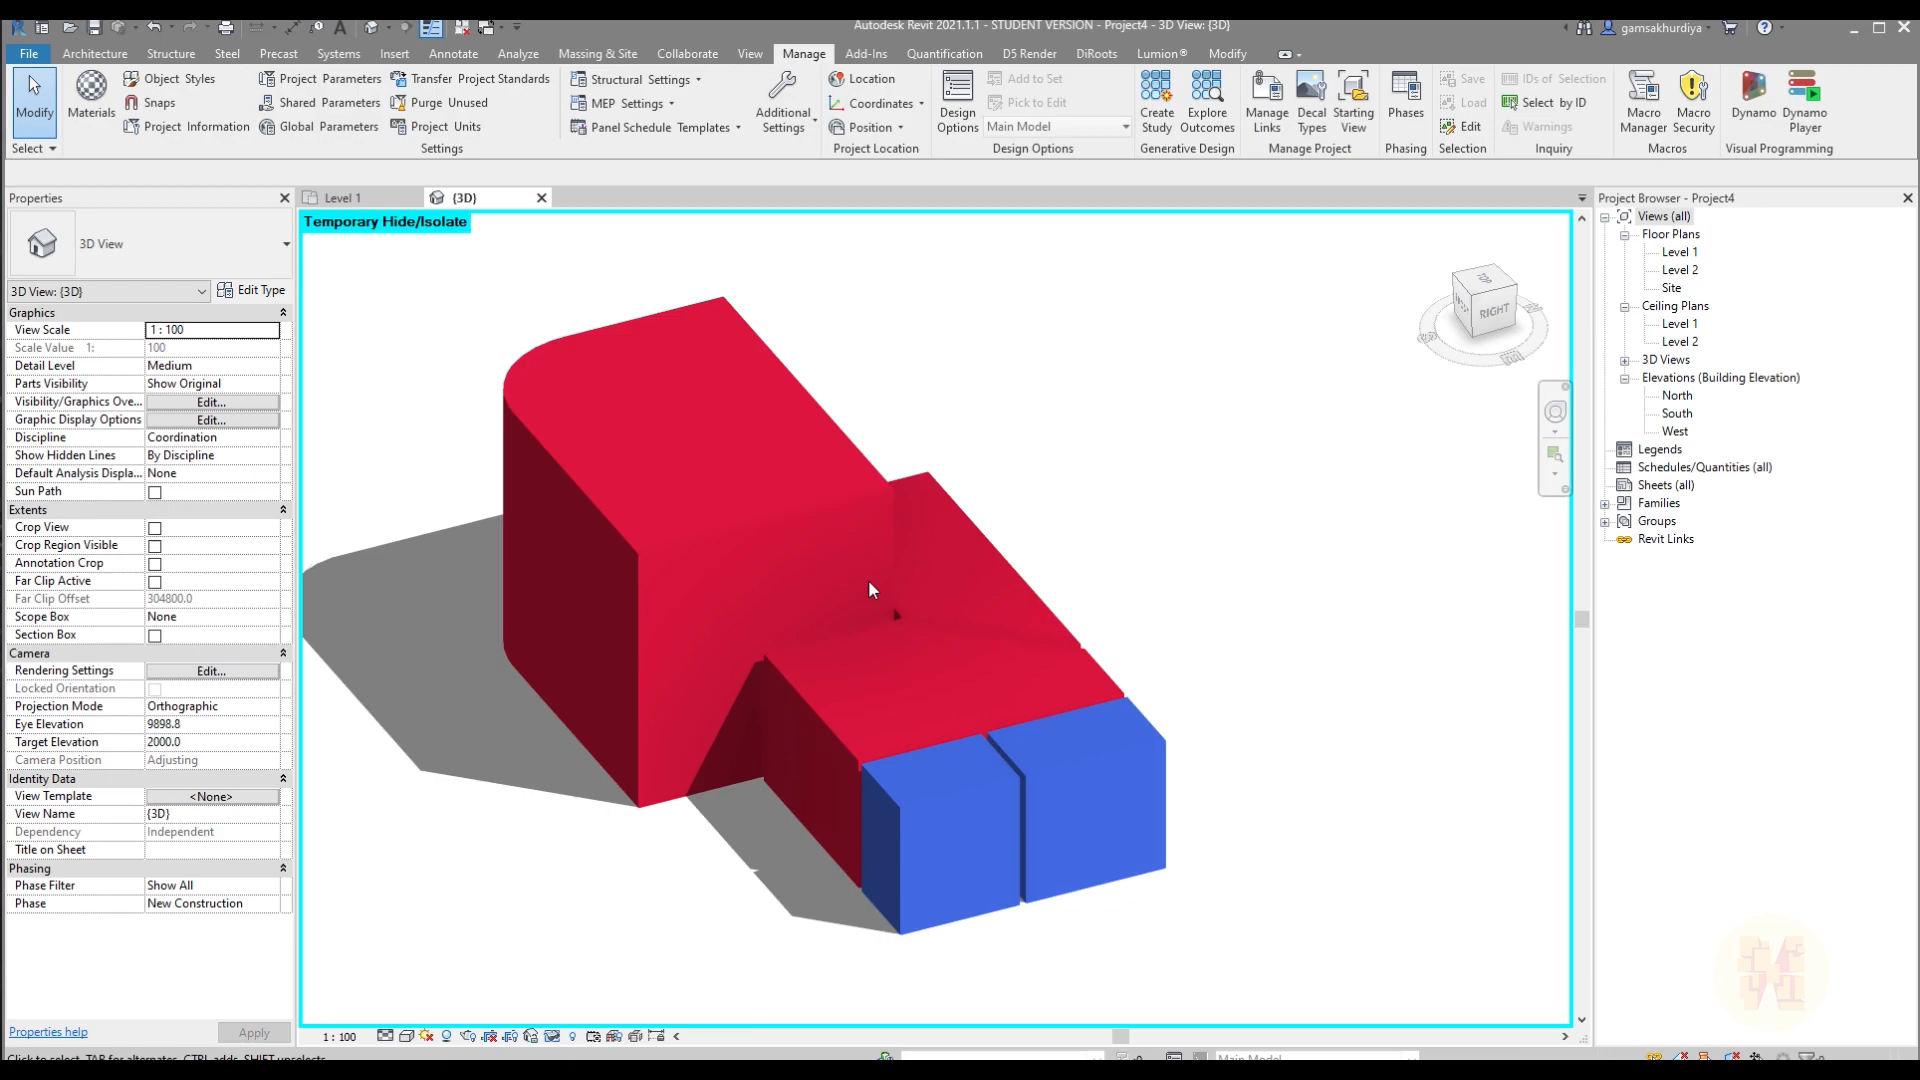 Autodesk Revit 2021.1.1 - STUDENT VERSION - Project4 - 3D View: {3D}
gamsakhurdiya
File Architecture Structure Steel Precast Systems Insert Annotate Analyze Massing & Site Collaborate View Manage Add-Ins Quantification D5 Render DiRoots Lumion® Modify
Modify
Select
Materials
Object Styles
Snaps
Project Information
Project Parameters
Shared Parameters
Global Parameters
Transfer Project Standards
Purge Unused
Project Units
Settings
Structural Settings
MEP Settings
Panel Schedule Templates
Additional Settings
Location
Coordinates
Position
Project Location
Design Options
Add to Set
Pick to Edit
Main Model
Design Options
Create Study
Explore Outcomes
Generative Design
Manage Links
Decal Types
Starting View
Manage Project
Phases
Phasing
Save
Load
Edit
Selection
IDs of Selection
Select by ID
Warnings
Inquiry
Macro Manager
Macro Security
Macros
Dynamo
Dynamo Player
Visual Programming
Properties
3D View
3D View: {3D}
Edit Type
Graphics
View Scale 1 : 100
Scale Value 1: 100
Detail Level Medium
Parts Visibility Show Original
Visibility/Graphics Ove... Edit...
Graphic Display Options Edit...
Discipline Coordination
Show Hidden Lines By Discipline
Default Analysis Displa... None
Sun Path
Extents
Crop View
Crop Region Visible
Annotation Crop
Far Clip Active
Far Clip Offset 304800.0
Scope Box None
Section Box
Camera
Rendering Settings Edit...
Locked Orientation
Projection Mode Orthographic
Eye Elevation 9898.8
Target Elevation 2000.0
Camera Position Adjusting
Identity Data
View Template <None>
View Name {3D}
Dependency Independent
Title on Sheet
Phasing
Phase Filter Show All
Phase New Construction
Properties help
Apply
Level 1
{3D}
Temporary Hide/Isolate
TOP
RIGHT
1 : 100
Project Browser - Project4
Views (all)
Floor Plans
Level 1
Level 2
Site
Ceiling Plans
Level 1
Level 2
3D Views
Elevations (Building Elevation)
North
South
West
Legends
Schedules/Quantities (all)
Sheets (all)
Families
Groups
Revit Links
Click to select, TAB for alternates, CTRL adds, SHIFT unselects.
Main Model